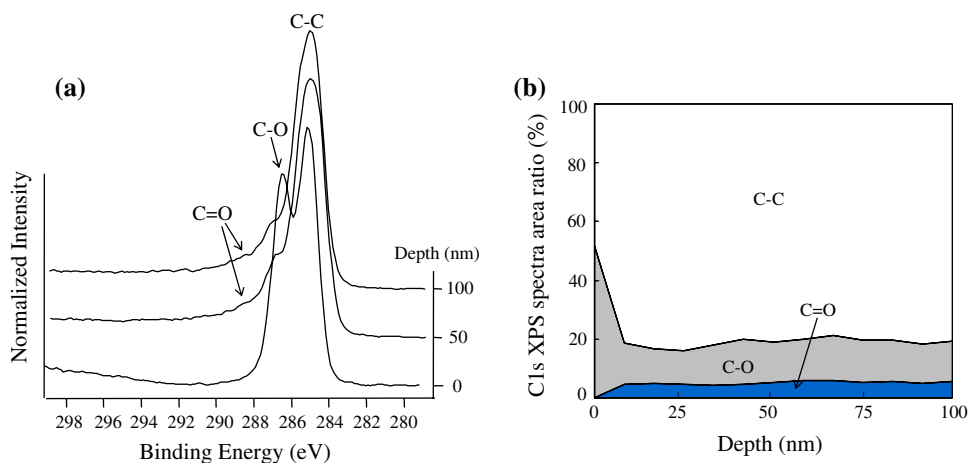 (a)
C-C
C-O
C=O
Normalized Intensity
Depth (nm)
100
50
0
298 296 294 292 290 288 286 284 282 280
Binding Energy (eV)
(b)
C1s XPS spectra area ratio (%)
100
80
60
40
20
0
C-C
C=O
C-O
0 25 50 75 100
Depth (nm)